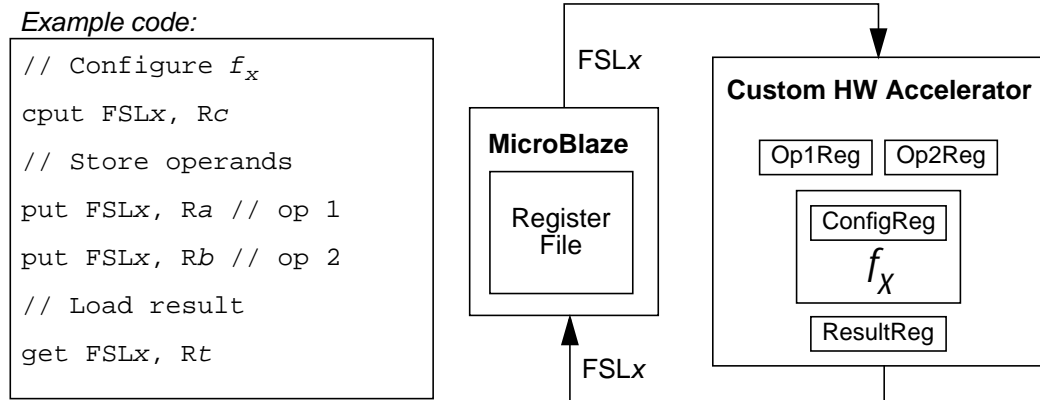 Example code:
// Configure fx
cput FSLx, Rc
// Store operands
put FSLx, Ra // op 1
put FSLx, Rb // op 2
// Load result
get FSLx, Rt
FSLx
MicroBlaze
Register
File
FSLx
Custom HW Accelerator
Op1Reg Op2Reg
ConfigReg
fx
ResultReg